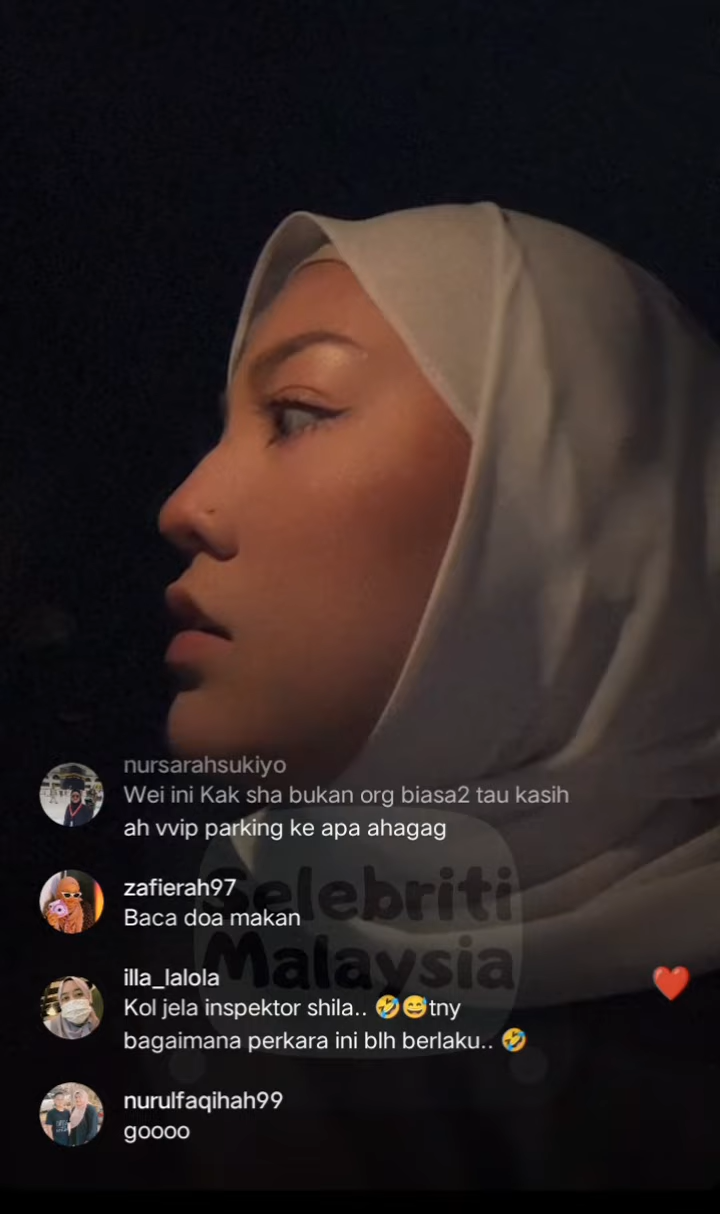 nursarahsukiyo
Wei ini Kak sha bukan org biasa2 tau kasih
ah vvip parking ke apa ahagag
zafierah97
Baca doa makan
Selebriti
Malaysia
illa_lalola
Kol jela inspektor shila.. 🤣😅tny
bagaimana perkara ini blh berlaku.. 🤣
nurulfaqihah99
goooo